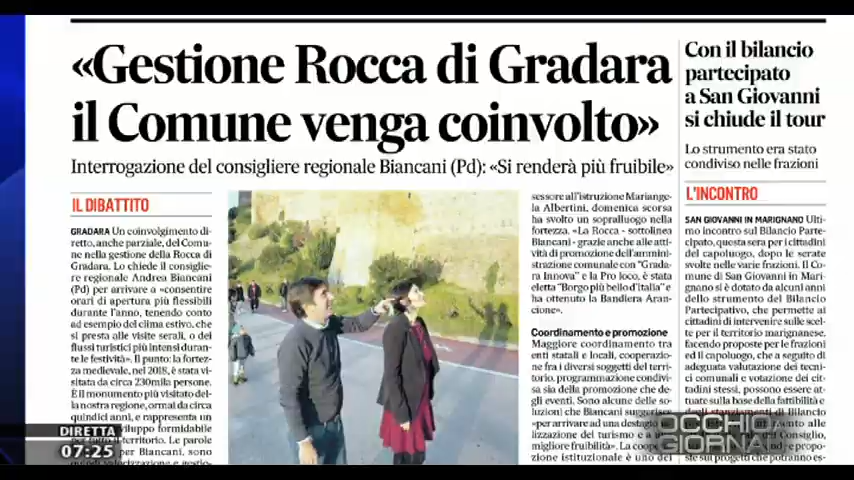 «Gestione Rocca di Gradara
il Comune venga coinvolto»
Interrogazione del consigliere regionale Biancani (Pd): «Si renderà più fruibile»
IL DIBATTITO
GRADARA Un coinvolgimento di-
retto, anche parziale, del Comu-
ne nella gestione della Rocca di
Gradara. Lo chiede il consiglie-
re regionale Andrea Biancani
(Pd) per arrivare a «consentire
orari di apertura più flessibili
durante l'anno, tenendo conto
ad esempio del clima estivo, che
si presta alle visite serali, o dei
flussi turistici più intensi duran-
te le festività». Il punto: la fortez-
za medievale, nel 2018, è stata vi-
sitata da circa 230mila persone.
È il monumento più visitato del-
la nostra regione, ormai da circa
quindici anni, e rappresenta un
sviluppo formidabile
per tutto il territorio. Le parole
per Biancani, sono
sessore all'istruzione Mariange-
la Albertini, domenica scorsa
ha svolto un sopralluogo nella
fortezza. «La Rocca - sottolinea
Biancani - grazie anche alle atti-
vità di promozione dell'ammini-
strazione comunale con "Grada-
ra Innova" e la Pro loco, è stata
eletta "Borgo più bello d'italia" e
ha ottenuto la Bandiera Aran-
cione».
Coordinamento e promozione
Maggiore coordinamento tra
enti statali e locali, cooperazio-
ne fra i diversi soggetti del terri-
torio, programmazione condivi-
sa sia della promozione che de-
gli eventi. Sono alcune delle so-
luzioni che Biancani suggerisce
«per arrivare ad una destagiona-
lizzazione del turismo e a una
migliore fruibilità». La coopera-
zione istituzionale è uno dei
Con il bilancio
partecipato
a San Giovanni
si chiude il tour
Lo strumento era stato
condiviso nelle frazioni
L'INCONTRO
SAN GIOVANNI IN MARIGNANO Ulti-
mo incontro sul Bilancio Parte-
cipato, questa sera per i cittadini
del capoluogo, dopo le serate
svolte nelle varie frazioni. Il Co-
mune di San Giovanni in Mari-
gnano si è dotato da alcuni anni
dello strumento del Bilancio
Partecipativo, che permette ai
cittadini di intervenire sulle scel-
te per il territorio marignanese,
facendo proposte per le frazioni
ed il capoluogo, che a seguito di
adeguata valutazione dei tecni-
ci comunali e votazione dei cit-
tadini stessi, possono essere at-
tuate sulla base della fattibilità e
degli stanziamenti di Bilancio
DIRETTA
07:25
OCCHIO
GIORNALI